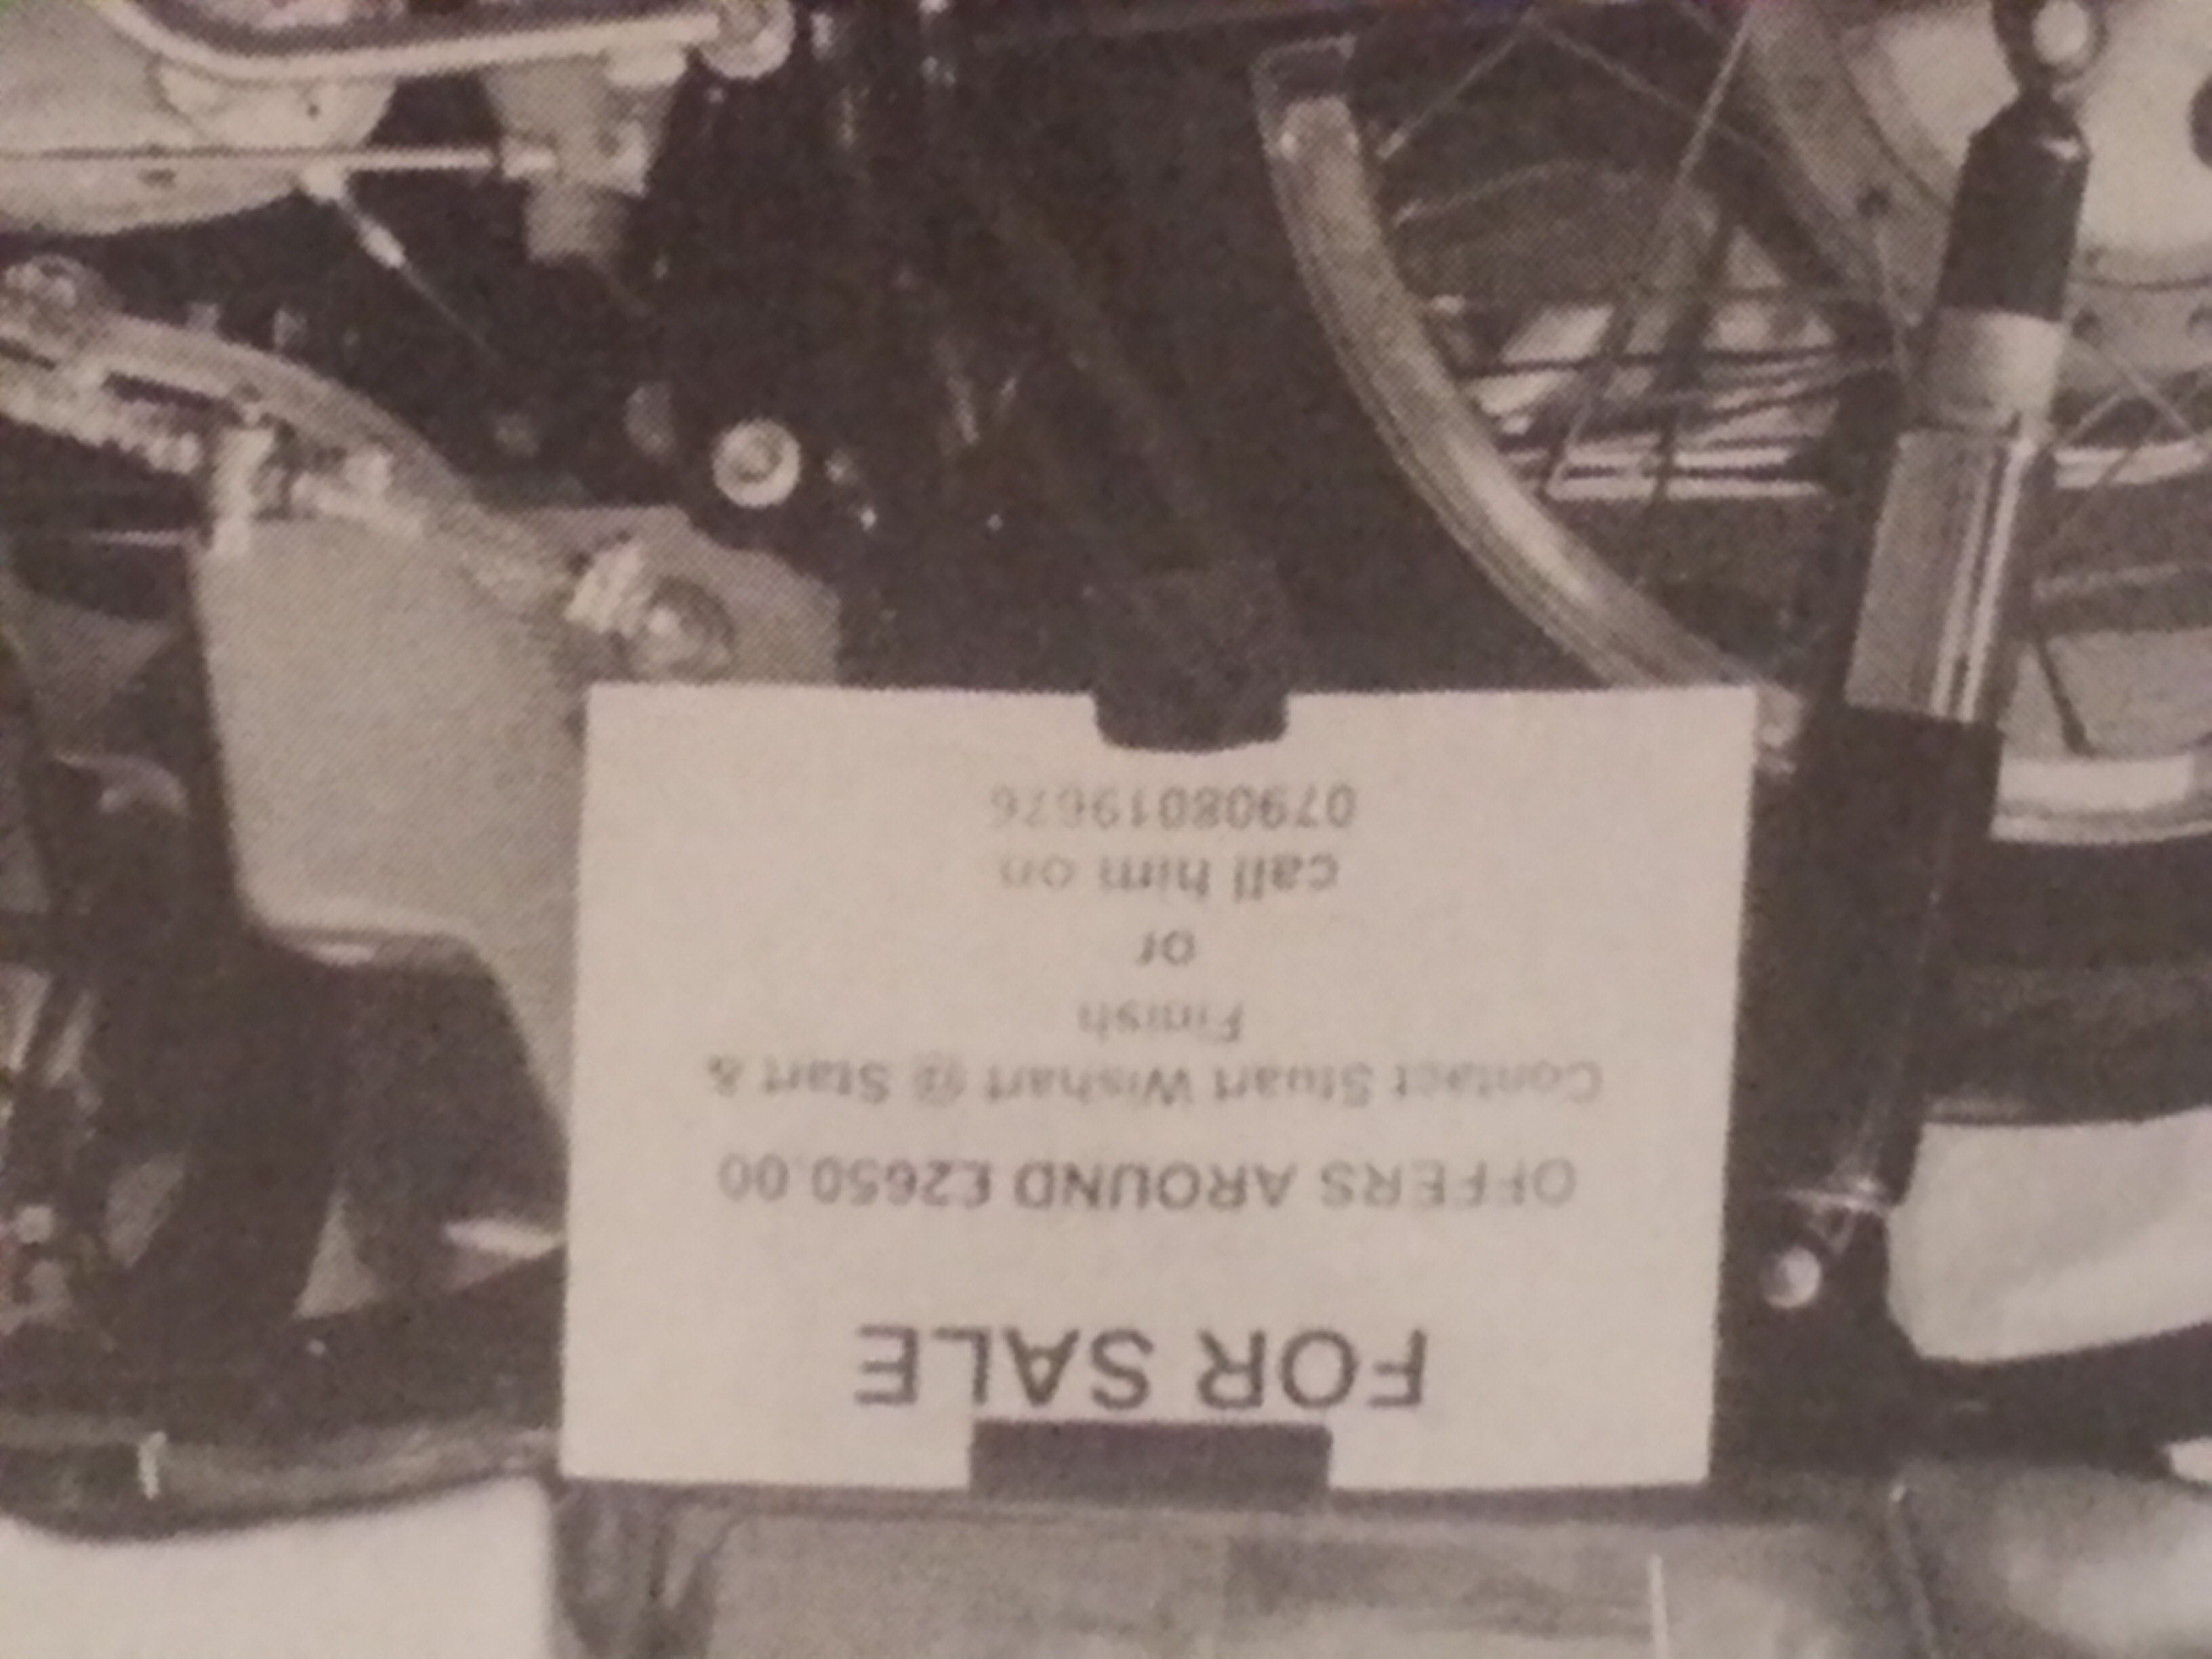 FOR SALE
OFFERS AROUND £2650.00
Contact Stuart Wishart @ Start &
Finish
or
call him on
07908019676